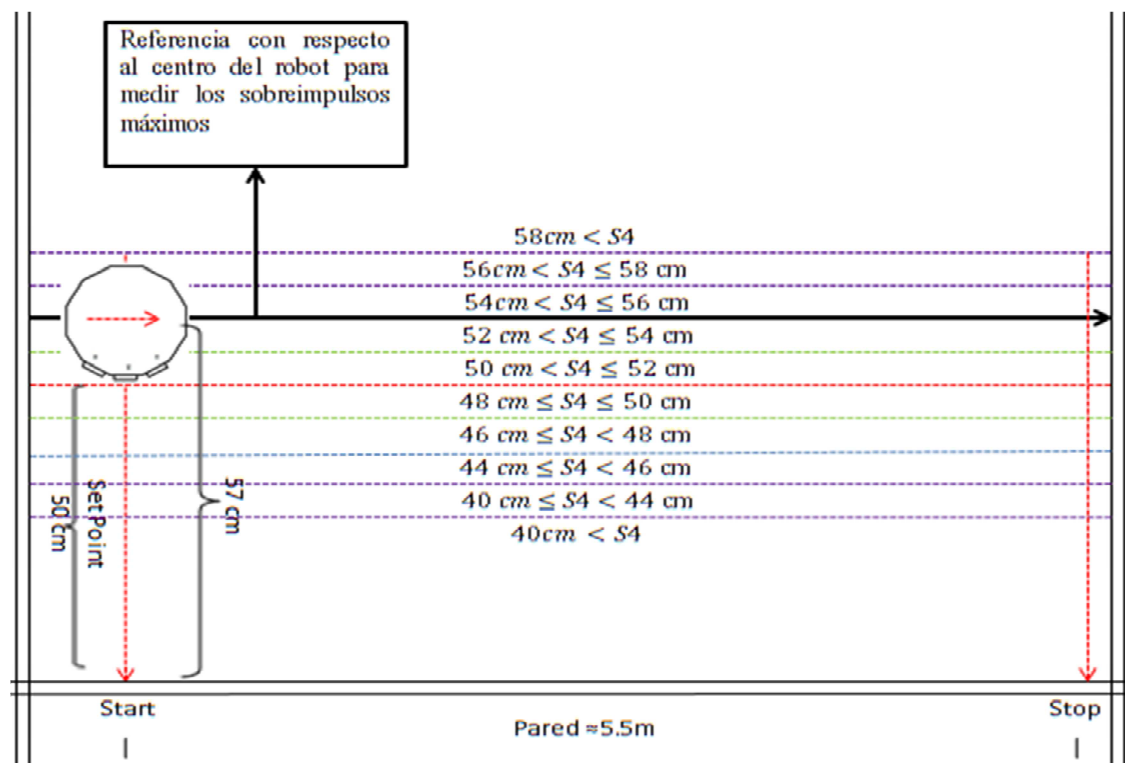 Referencia con respecto
al centro del robot para
medir los sobreimpulsos
máximos
58cm < S4
56cm < S4 ≤ 58 cm
54cm < S4 ≤ 56 cm
52 cm < S4 ≤ 54 cm
50 cm < S4 ≤ 52 cm
48 cm ≤ S4 ≤ 50 cm
46 cm ≤ S4 < 48 cm
44 cm ≤ S4 < 46 cm
40 cm ≤ S4 < 44 cm
40cm < S4
SetPoint
50 cm
57 cm
Start
Stop
Pared ≈5.5m